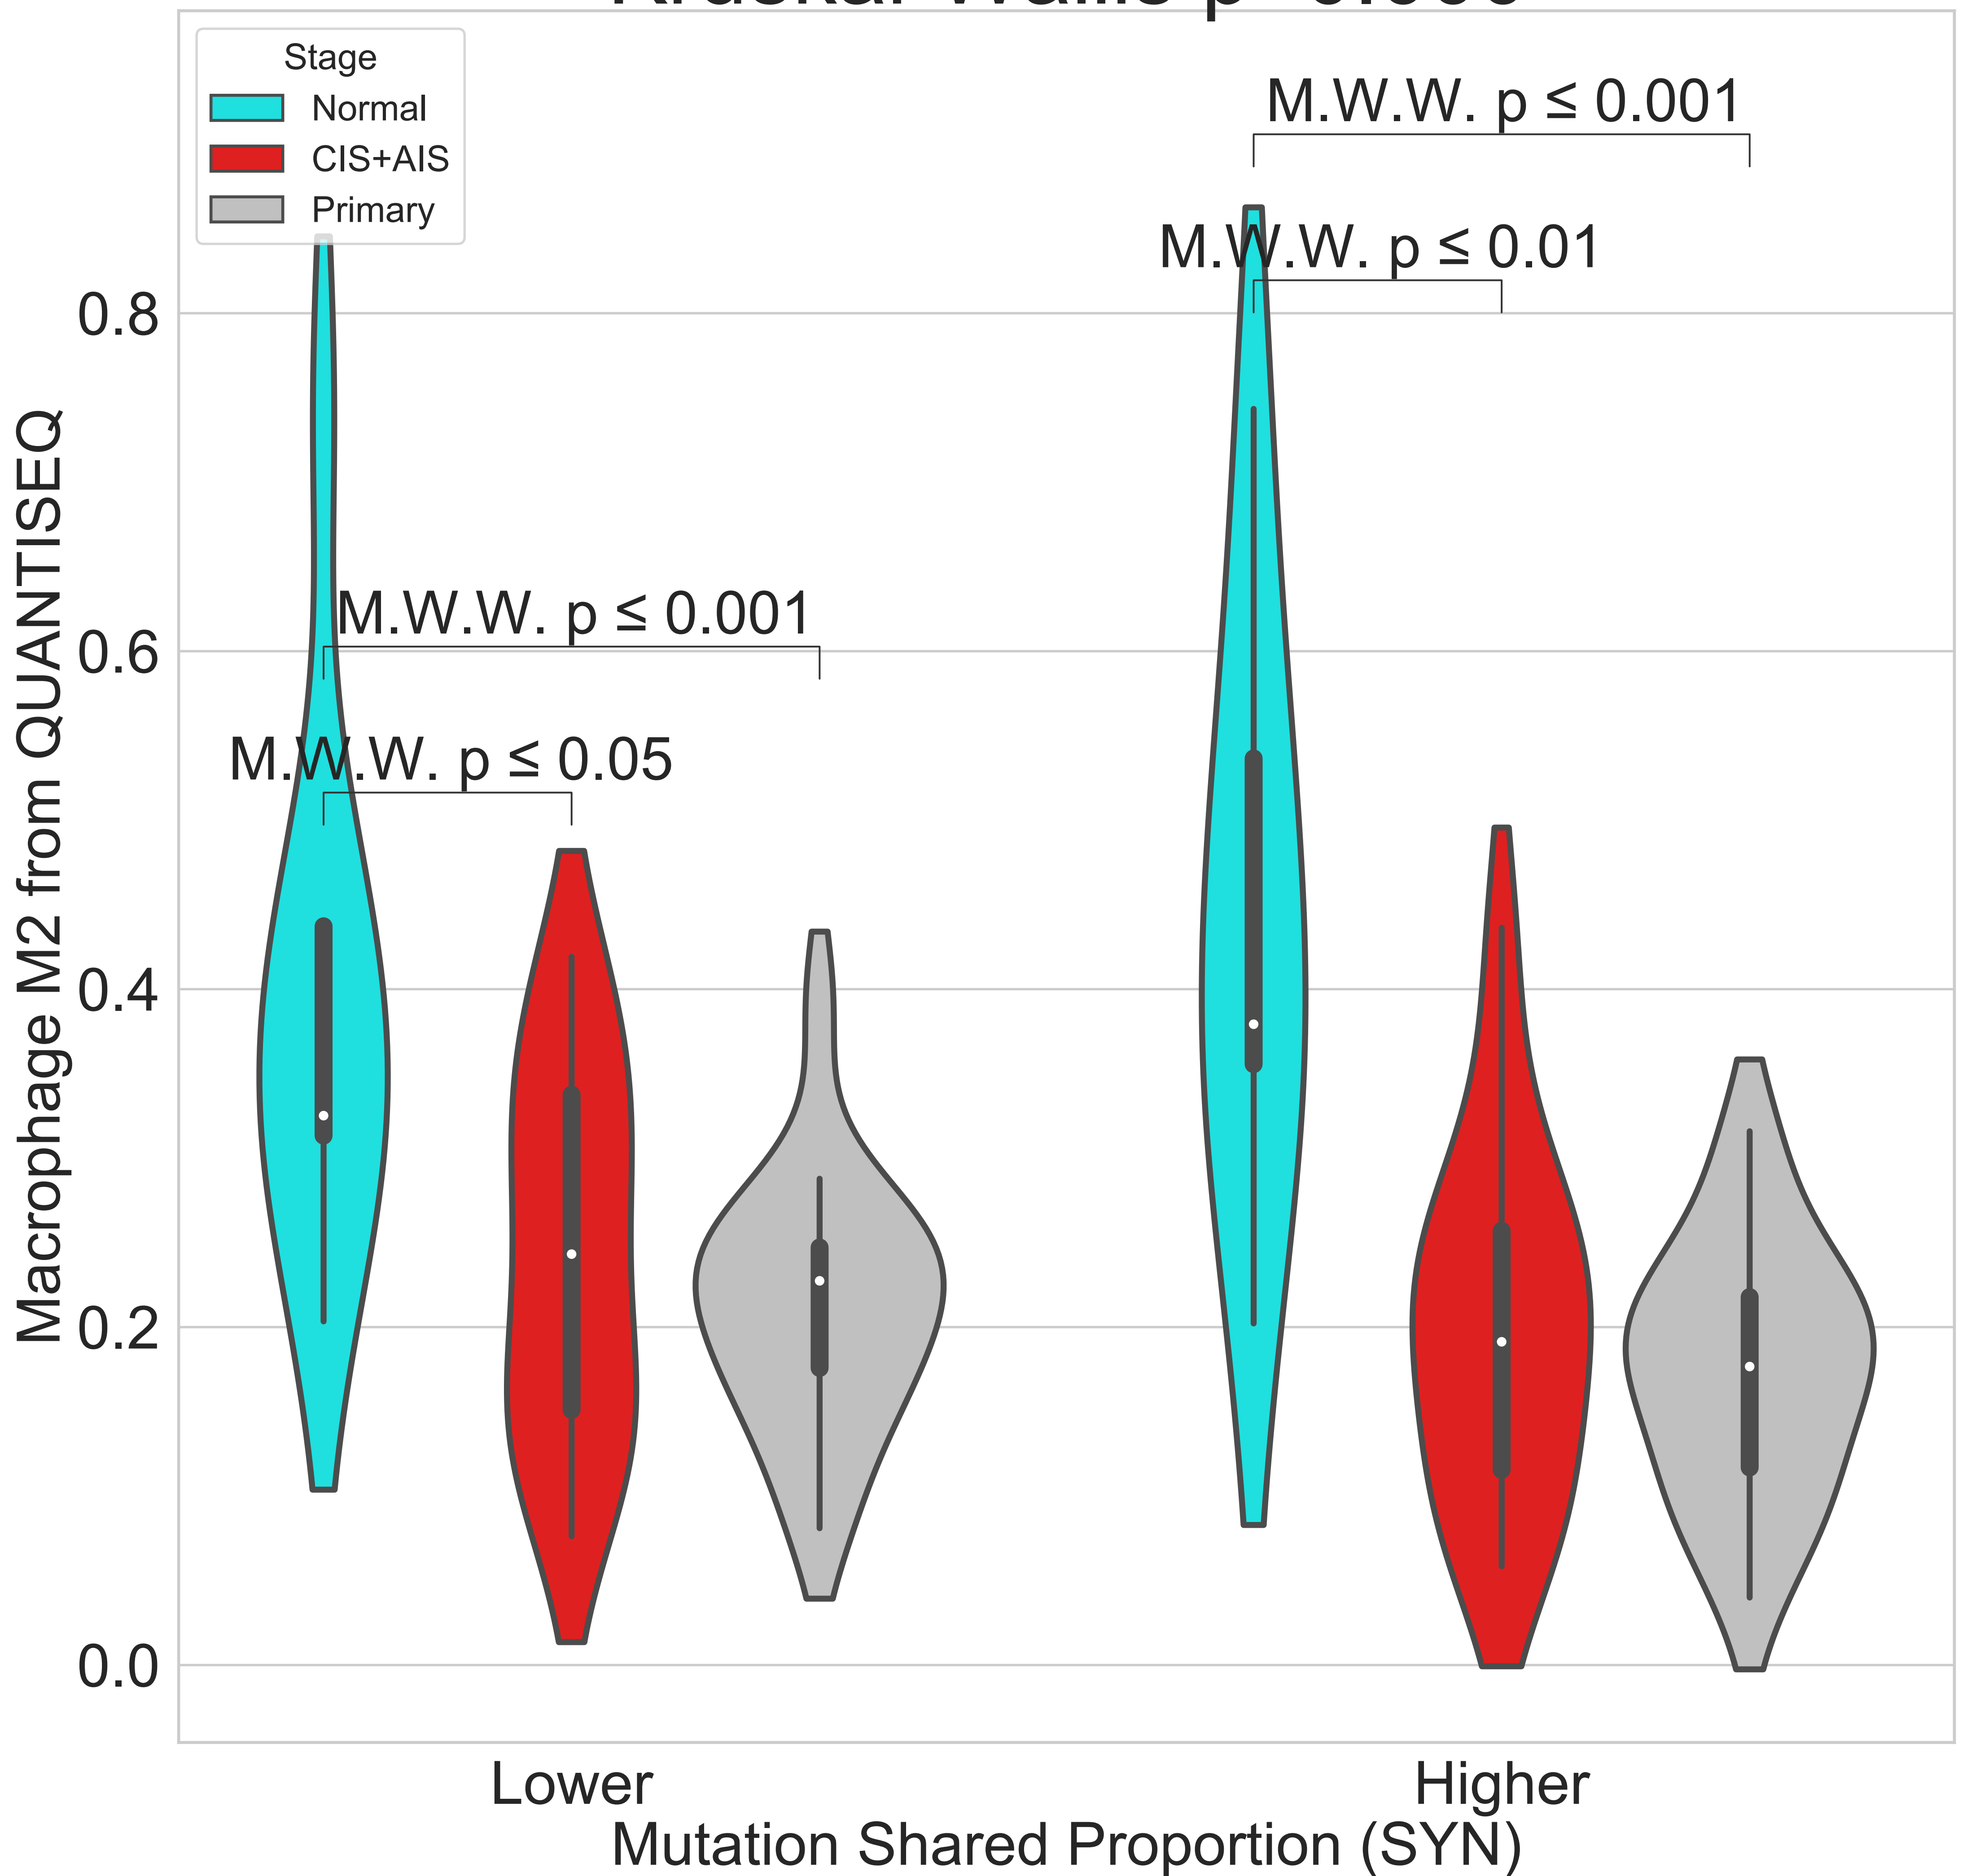 Stage
Normal
CIS+AIS
Primary
M.W.W. p ≤ 0.001
M.W.W. p ≤ 0.01
M.W.W. p ≤ 0.001
M.W.W. p ≤ 0.05
0.8
0.6
0.4
0.2
0.0
Macrophage M2 from QUANTISEQ
Lower
Higher
Mutation Shared Proportion (SYN)